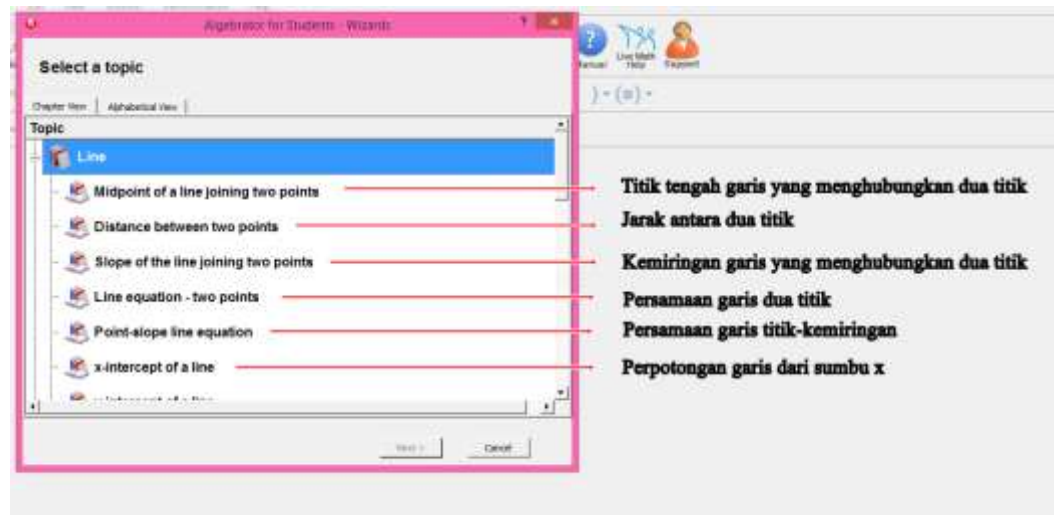 Algebrator for Students - Wizards
Select a topic
Chapter View
Alphabetical View
Topic
Line
Midpoint of a line joining two points
Titik tengah garis yang menghubungkan dua titik
Distance between two points
Jarak antara dua titik
Slope of the line joining two points
Kemiringan garis yang menghubungkan dua titik
Line equation - two points
Persamaan garis dua titik
Point-slope line equation
Persamaan garis titik-kemiringan
x-intercept of a line
Perpotongan garis dari sumbu x
Next >
Cancel
Manual
Live Math Help
Support